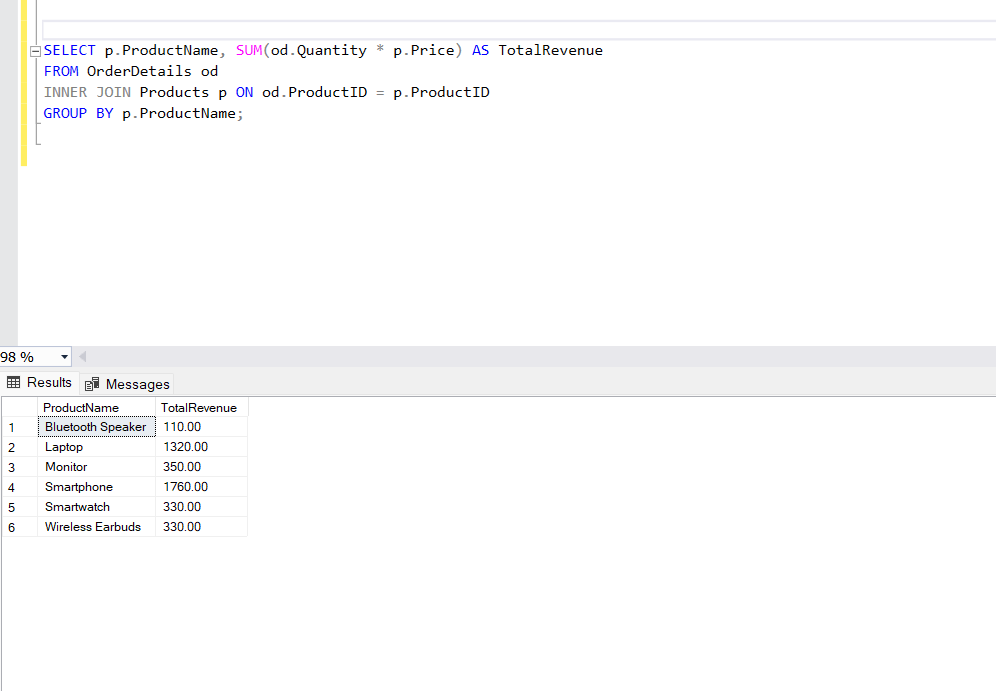 SELECT p.ProductName, SUM(od.Quantity * p.Price) AS TotalRevenue
FROM OrderDetails od
INNER JOIN Products p ON od.ProductID = p.ProductID
GROUP BY p.ProductName;
98 %
Results Messages
ProductName TotalRevenue
1 Bluetooth Speaker 110.00
2 Laptop 1320.00
3 Monitor 350.00
4 Smartphone 1760.00
5 Smartwatch 330.00
6 Wireless Earbuds 330.00